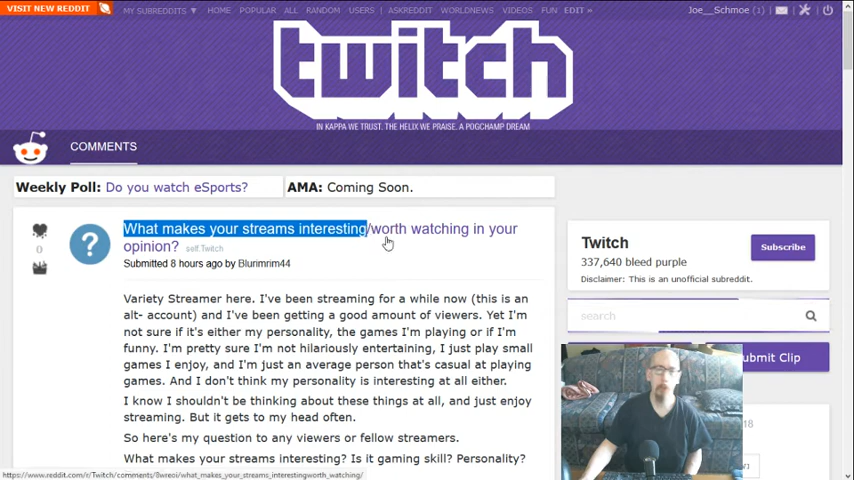 VISIT NEW REDDIT
MY SUBREDDITS ▼ HOME POPULAR ALL RANDOM USERS | ASKREDDIT WORLDNEWS VIDEOS FUN EDIT »
Joe__Schmoe (1)
twitch
IN KAPPA WE TRUST. THE HELIX WE PRAISE. A POGCHAMP DREAM
COMMENTS
Weekly Poll: Do you watch eSports?
AMA: Coming Soon.
What makes your streams interesting/worth watching in your
opinion? self.Twitch
Submitted 8 hours ago by Blurimrim44
0
?
Variety Streamer here. I've been streaming for a while now (this is an
alt- account) and I've been getting a good amount of viewers. Yet I'm
not sure if it's either my personality, the games I'm playing or if I'm
funny. I'm pretty sure I'm not hilariously entertaining, I just play small
games I enjoy, and I'm just an average person that's casual at playing
games. And I don't think my personality is interesting at all either.
I know I shouldn't be thinking about these things at all, and just enjoy
streaming. But it gets to my head often.
So here's my question to any viewers or fellow streamers.
What makes your streams interesting? Is it gaming skill? Personality?
Twitch
337,640 bleed purple
Subscribe
Disclaimer: This is an unofficial subreddit.
search
ubmit Clip
18
https://www.reddit.com/r/Twitch/comments/8wreoi/what_makes_your_streams_interestingworth_watching/